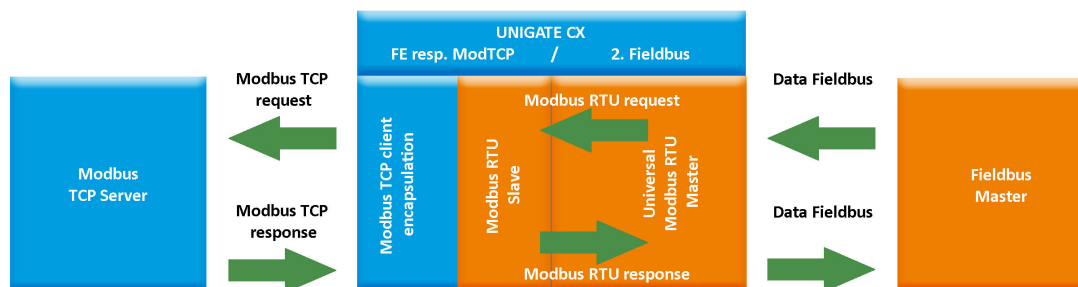 UNIGATE CX
FE resp. ModTCP / 2. Fieldbus
Modbus TCP
request
Modbus RTU request
Data Fieldbus
Modbus
TCP Server
Modbus TCP client
encapsulation
Modbus RTU
Slave
Universal
Modbus RTU
Master
Fieldbus
Master
Modbus TCP
response
Modbus RTU response
Data Fieldbus